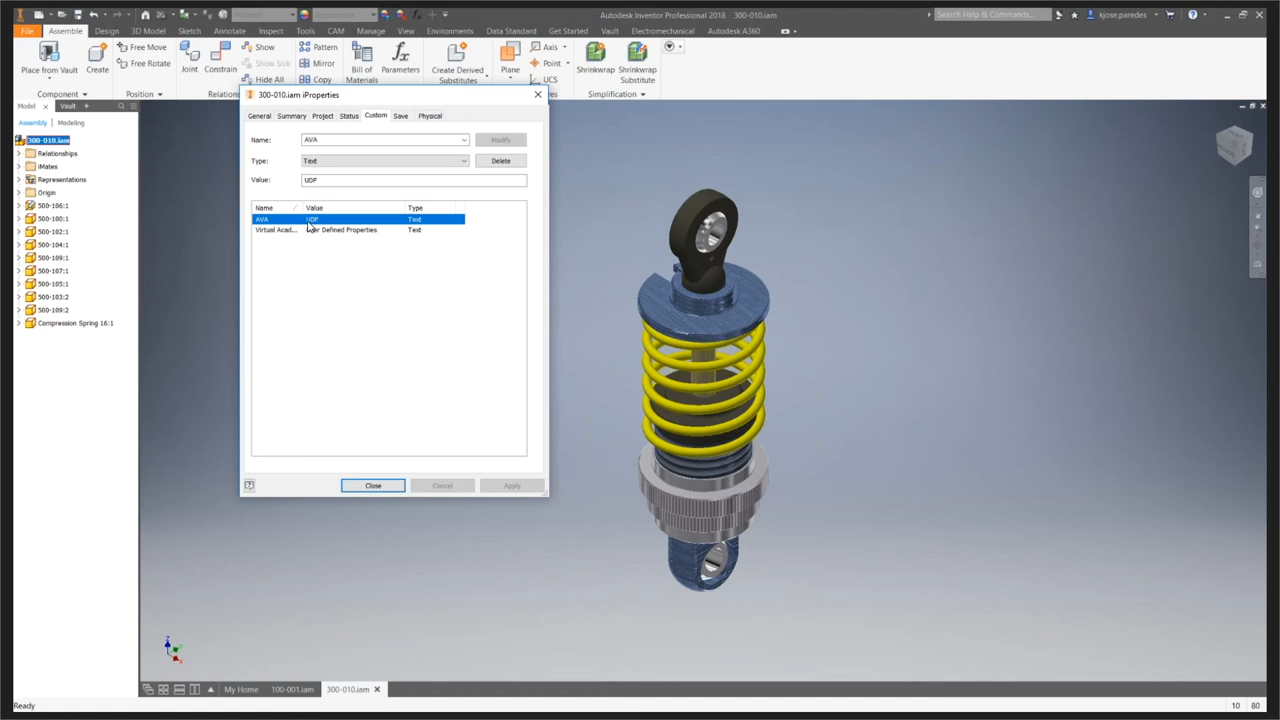 Autodesk Inventor Professional 2018 300-010.iam
Search Help & Commands...
kjose.paredes
File Assemble Design 3D Model Sketch Annotate Inspect Tools CAM Manage View Environments Data Standard Get Started Vault Electromechanical Autodesk A360
Free Move Show Pattern Axis
Free Rotate Show Sick Mirror Point
Hide All Copy UCS
Place from Vault Create Joint Constrain Bill of Materials Parameters Create Derived Substitutes Plane Shrinkwrap Shrinkwrap Substitute
Component Position Simplification
Model Vault
Assembly Modeling
300-010.iam
Relationships
iMates
Representations
Origin
500-106:1
500-100:1
500-102:1
500-104:1
500-109:1
500-107:1
500-105:1
500-103:2
500-109:2
Compression Spring 16:1
300-010.iam iProperties
General Summary Project Status Custom Save Physical
Name: AVA Modify
Type: Text Delete
Value: UDP
Name Value Type
AVA UDP Text
Virtual Acad... Defined Properties Text
Close Cancel Apply
My Home 100-001.iam 300-010.iam
Ready 10 80